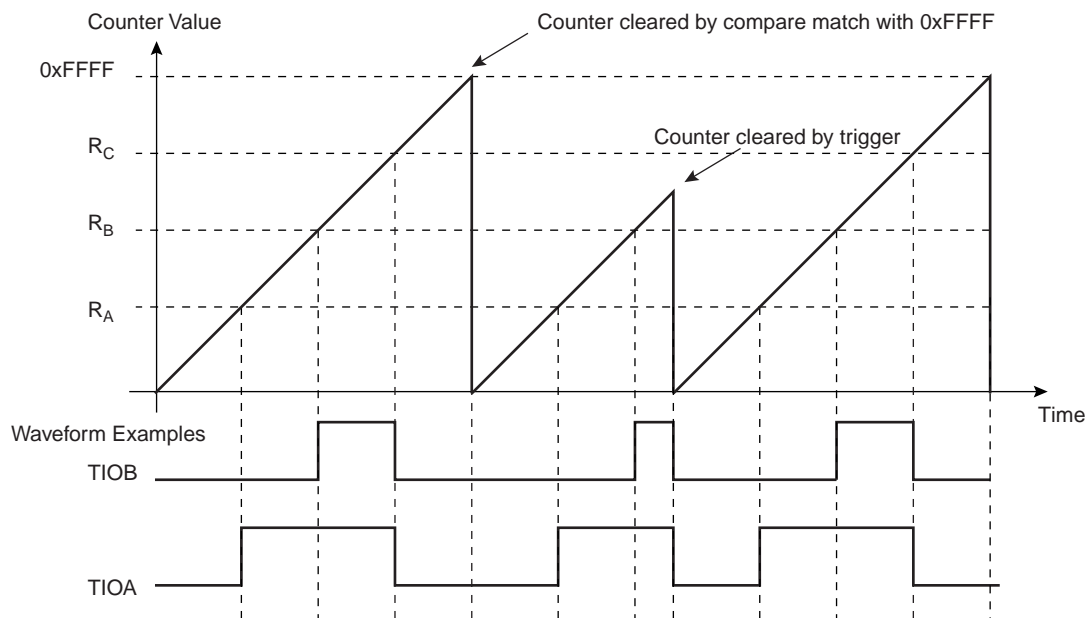 Counter Value
Counter cleared by compare match with 0xFFFF
0xFFFF
RC
Counter cleared by trigger
RB
RA
Time
Waveform Examples
TIOB
TIOA